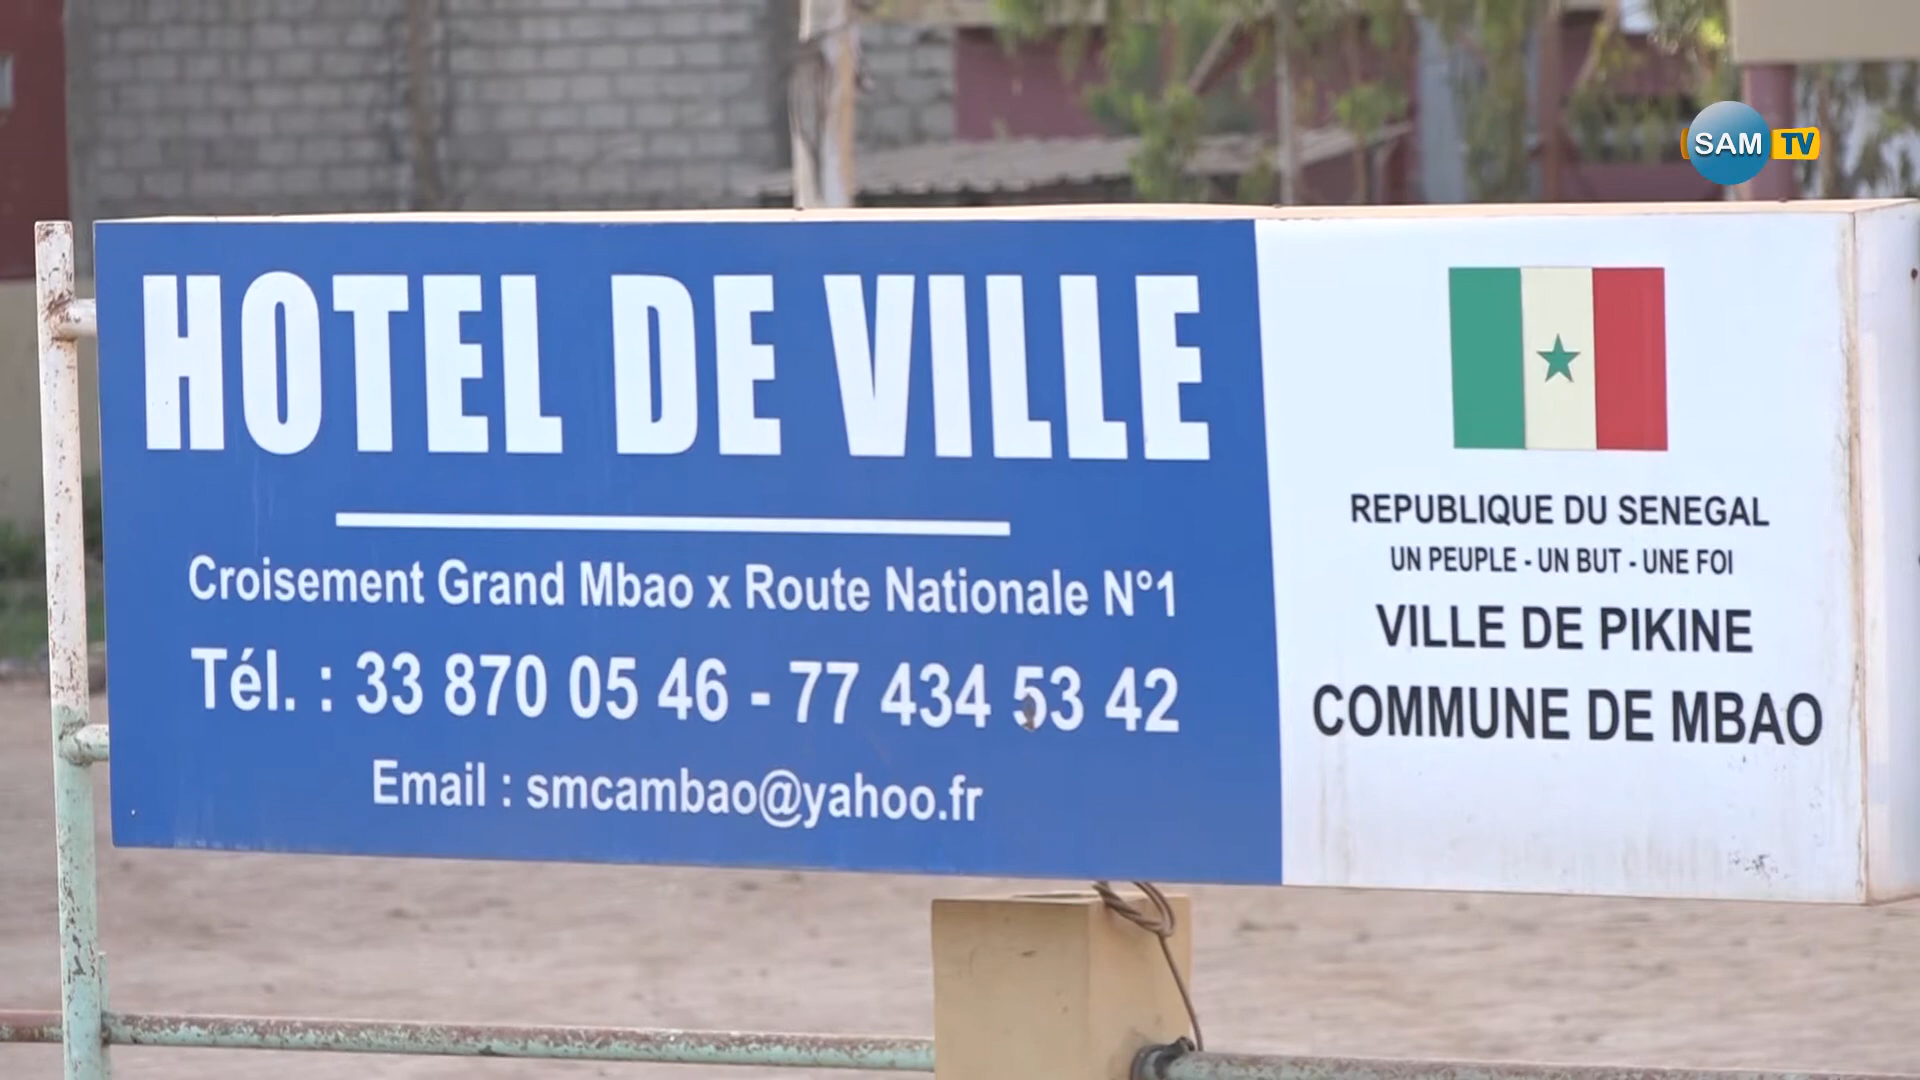 SAM TV
HOTEL DE VILLE
Croisement Grand Mbao x Route Nationale N°1
Tél. : 33 870 05 46 - 77 434 53 42
Email : smcambao@yahoo.fr
REPUBLIQUE DU SENEGAL
UN PEUPLE - UN BUT - UNE FOI
VILLE DE PIKINE
COMMUNE DE MBAO